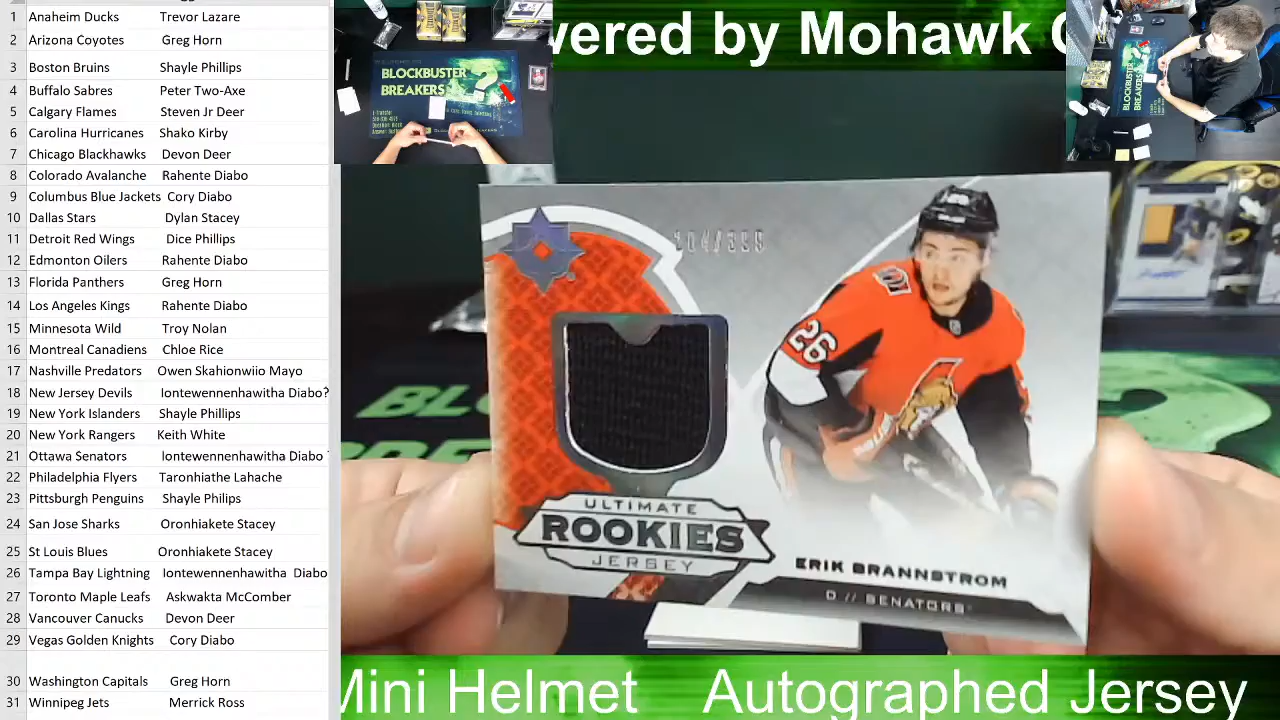 1 Anaheim Ducks Trevor Lazare
Arizona Coyotes Greg Horn
Boston Bruins Shayle Phillips
4 Buffalo Sabres Peter Two-Axe
5 Calgary Flames Steven Jr Deer
6 Carolina Hurricanes Shako Kirby
7 Chicago Blackhawks Devon Deer
8 Colorado Avalanche Rahente Diabo
9 Columbus Blue Jackets Cory Diabo
10 Dallas Stars Dylan Stacey
11 Detroit Red Wings Dice Phillips
12 Edmonton Oilers Rahente Diabo
13 Florida Panthers Greg Horn
14 Los Angeles Kings Rahente Diabo
15 Minnesota Wild Troy Nolan
16 Montreal Canadiens Chloe Rice
17 Nashville Predators Owen Skahionwiio Mayo
18 New Jersey Devils Iontewennenhawitha Diabo?
19 New York Islanders Shayle Phillips
20 New York Rangers Keith White
21 Ottawa Senators Iontewennenhawitha Diabo
22 Philadelphia Flyers Taronhiathe Lahache
23 Pittsburgh Penguins Shayle Philips
24 San Jose Sharks Oronhiakete Stacey
25 St Louis Blues Oronhiakete Stacey
26 Tampa Bay Lightning Iontewennenhawitha Diabo
27 Toronto Maple Leafs Askwakta McComber
28 Vancouver Canucks Devon Deer
29 Vegas Golden Knights Cory Diabo
30 Washington Capitals Greg Horn
31 Winnipeg Jets Merrick Ross
wered by Mohawk
BLOCKBUSTER
BREAKERS
BLOCKBUSTER
BREAKERS
26
ULTIMATE
ROOKIES
JERSEY
ERIK BRANNSTROM
D // SENATORS
Mini Helmet Autographed Jersey